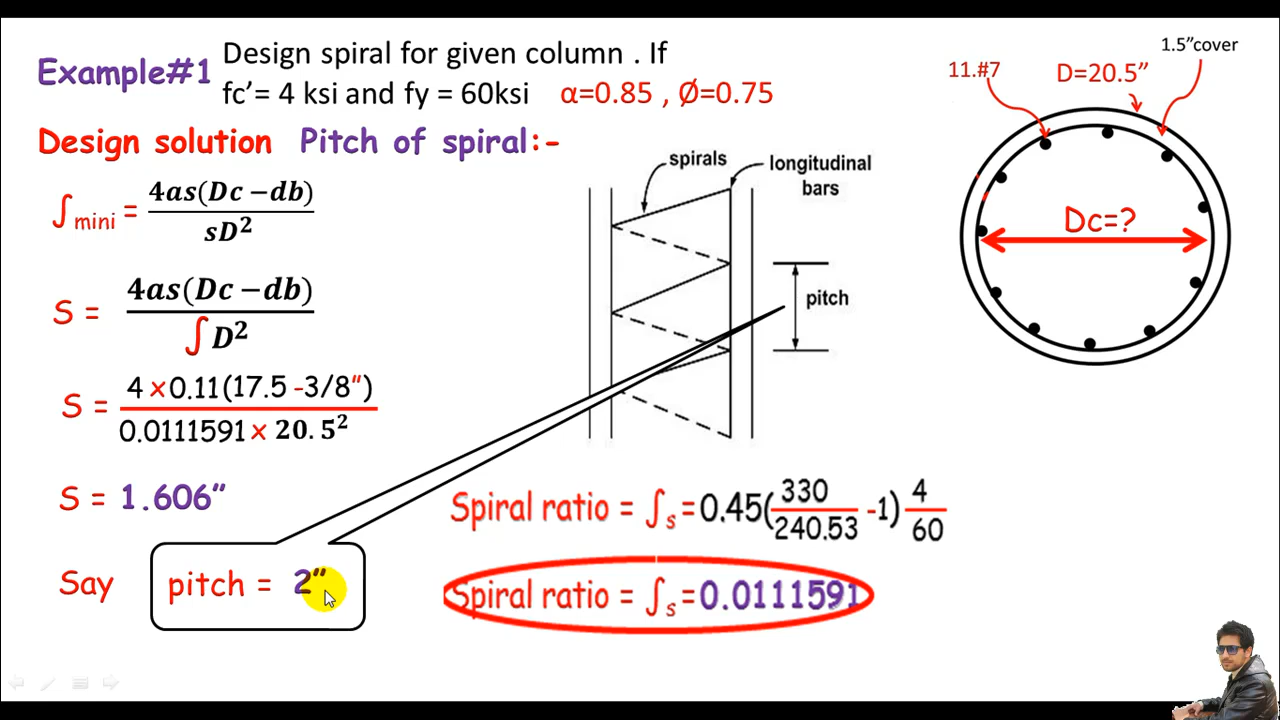 Example#1 Design spiral for given column . If
fc’= 4 ksi and fy = 60ksi α=0.85 , Ø=0.75
Design solution Pitch of spiral:-
∫mini = 4as(Dc −db) / sD²
S = 4as(Dc −db) / ∫D²
S = 4 x 0.11(17.5 -3/8") / 0.0111591 x 20.5²
S = 1.606”
Say pitch = 2”
spirals
longitudinal
bars
pitch
11.#7
D=20.5”
1.5”cover
Dc=?
Spiral ratio = ∫s = 0.45(330/240.53 -1) 4/60
Spiral ratio = ∫s = 0.0111591